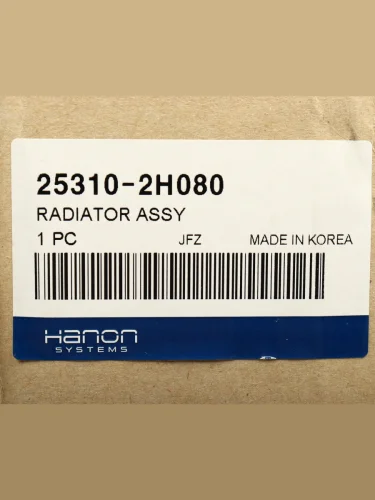 25310-2H080
RADIATOR ASSY
1 PC JFZ MADE IN KOREA
Hanon
SYSTEMS